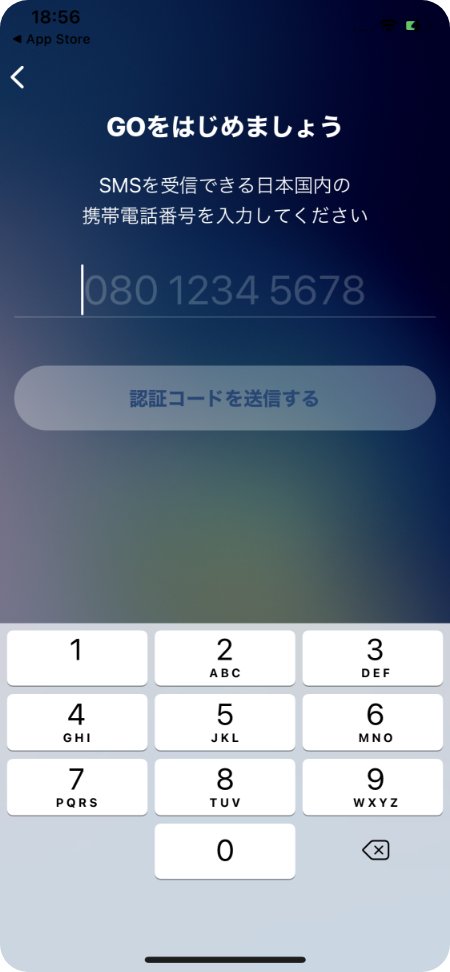 18:56
◀ App Store
GOをはじめましょう
SMSを受信できる日本国内の
携帯電話番号を入力してください
080 1234 5678
認証コードを送信する
1
2
ABC
3
DEF
4
GHI
5
JKL
6
MNO
7
PQRS
8
TUV
9
WXYZ
0